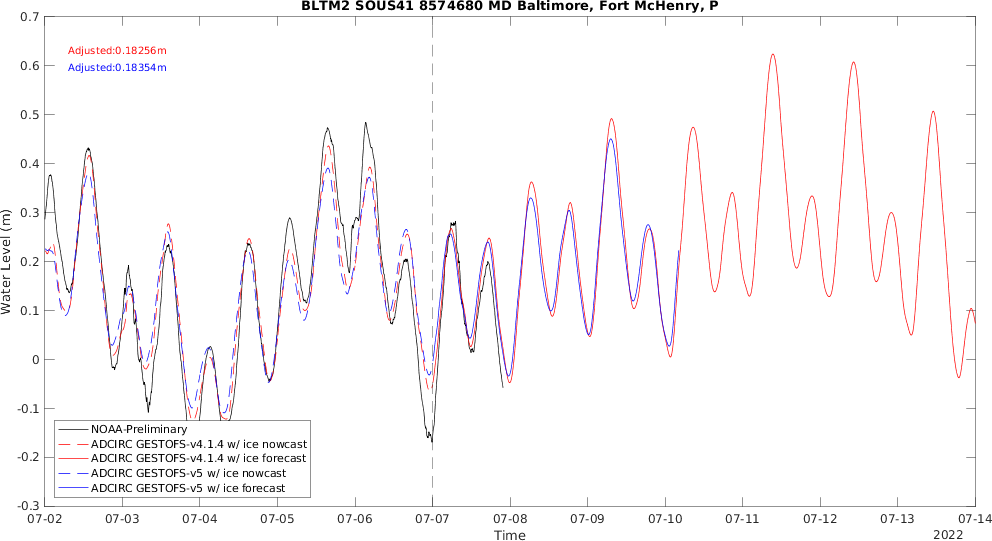 BLTM2 SOUS41 8574680 MD Baltimore, Fort McHenry, P
Adjusted:0.18256m
Adjusted:0.18354m
Water Level (m)
0.7
0.6
0.5
0.4
0.3
0.2
0.1
0
-0.1
-0.2
-0.3
NOAA-Preliminary
ADCIRC GESTOFS-v4.1.4 w/ ice nowcast
ADCIRC GESTOFS-v4.1.4 w/ ice forecast
ADCIRC GESTOFS-v5 w/ ice nowcast
ADCIRC GESTOFS-v5 w/ ice forecast
07-02 07-03 07-04 07-05 07-06 07-07 07-08 07-09 07-10 07-11 07-12 07-13 07-14
Time
2022